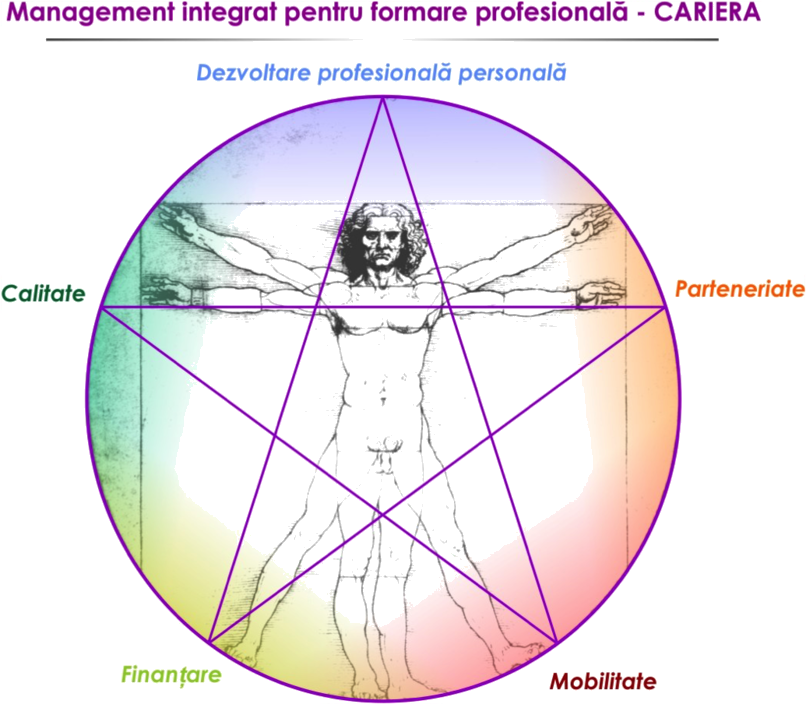 Management integrat pentru formare profesională - CARIERA
Dezvoltare profesională personală
Calitate
Parteneriate
Finanțare
Mobilitate